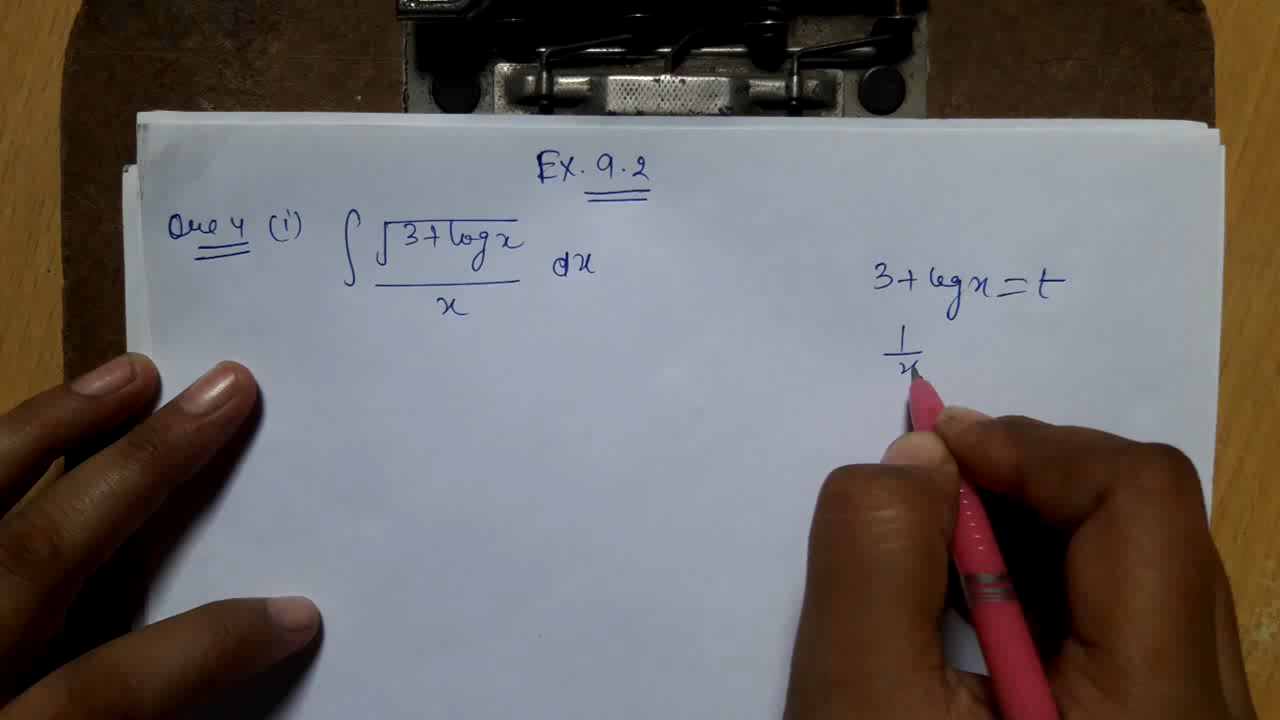 Ex. 9.2
Que 4 (i) ∫ √(3+logx) / x dx
3+logx=t
1/x